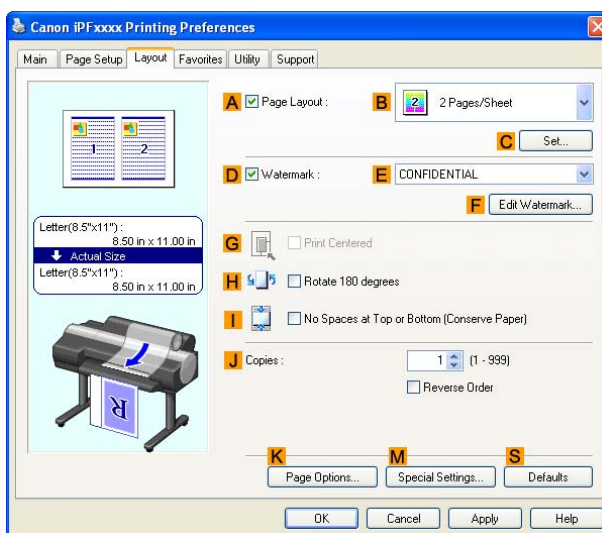 Canon iPFxxxx Printing Preferences
Main Page Setup Layout Favorites Utility Support
A Page Layout : B 2 2 Pages/Sheet
C Set...
1 2
D Watermark : E CONFIDENTIAL
F Edit Watermark...
Letter(8.5"x11") :
8.50 in x 11.00 in
Actual Size
Letter(8.5"x11") :
8.50 in x 11.00 in
G Print Centered
H Rotate 180 degrees
I No Spaces at Top or Bottom (Conserve Paper)
J Copies : 1 (1 - 999)
Reverse Order
R
K M S
Page Options... Special Settings... Defaults
OK Cancel Apply Help